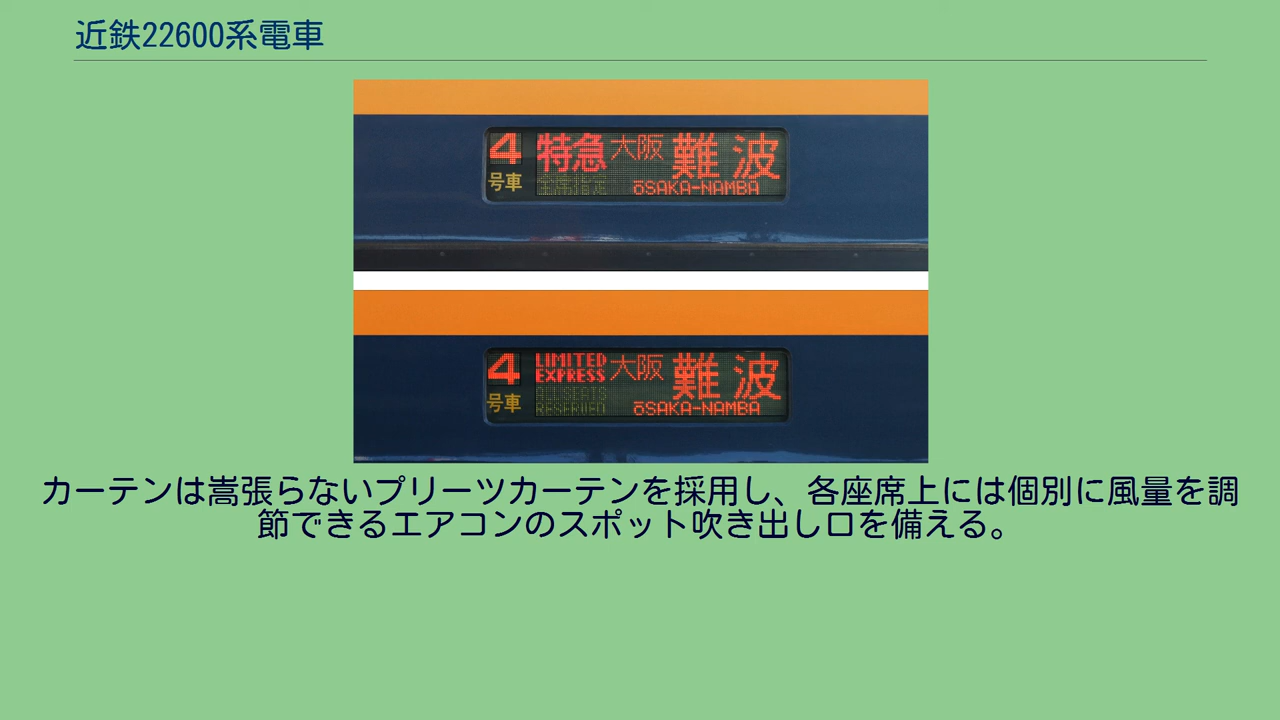 近鉄22600系電車
4 特急 大阪 難波
号車 全席指定 ōSAKA-NAMBA
4 LIMITED EXPRESS 大阪 難波
号車 ALL SEATS RESERVED ōSAKA-NAMBA
カーテンは嵩張らないプリーツカーテンを採用し、各座席上には個別に風量を調
節できるエアコンのスポット吹き出し口を備える。